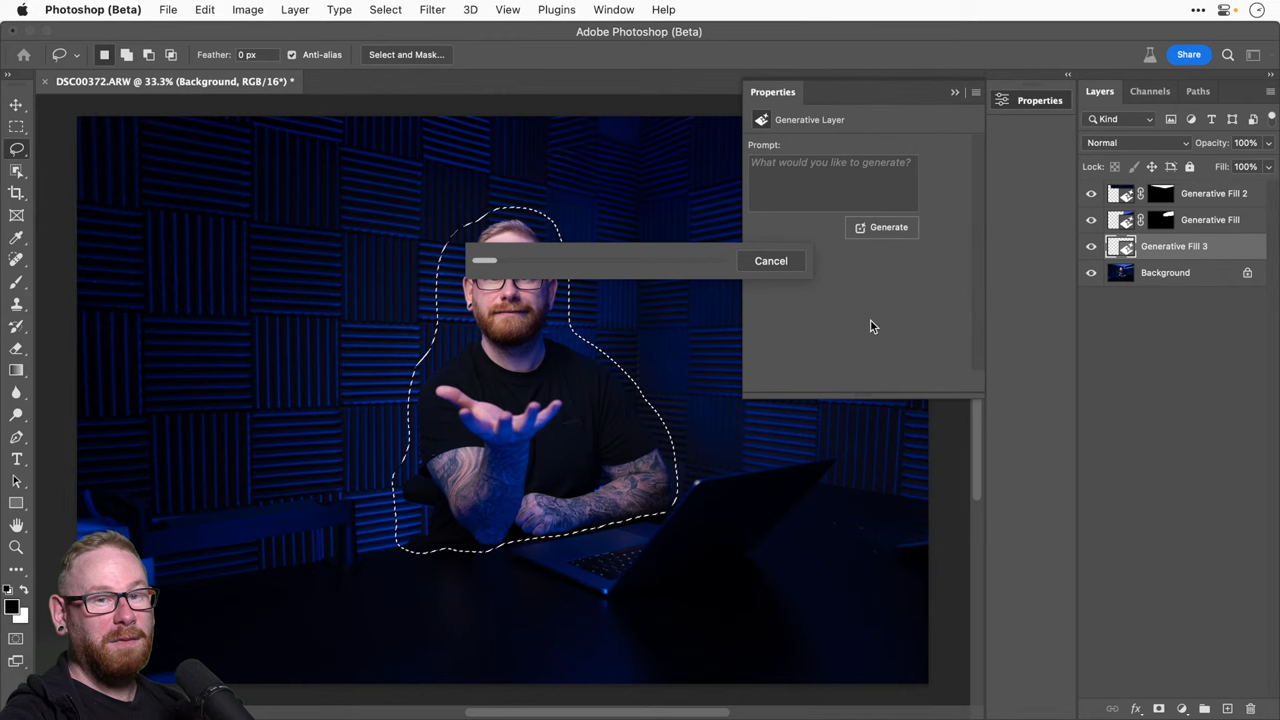 Photoshop (Beta) File Edit Image Layer Type Select Filter 3D View Plugins Window Help
Adobe Photoshop (Beta)
Feather: 0 px Anti-alias Select and Mask... Share
DSC00372.ARW @ 33.3% (Background, RGB/16*) *
Properties
Generative Layer
Prompt:
What would you like to generate?
Generate
Cancel
Properties
Layers Channels Paths
Kind
Normal Opacity: 100%
Lock: Fill: 100%
Generative Fill 2
Generative Fill
Generative Fill 3
Background